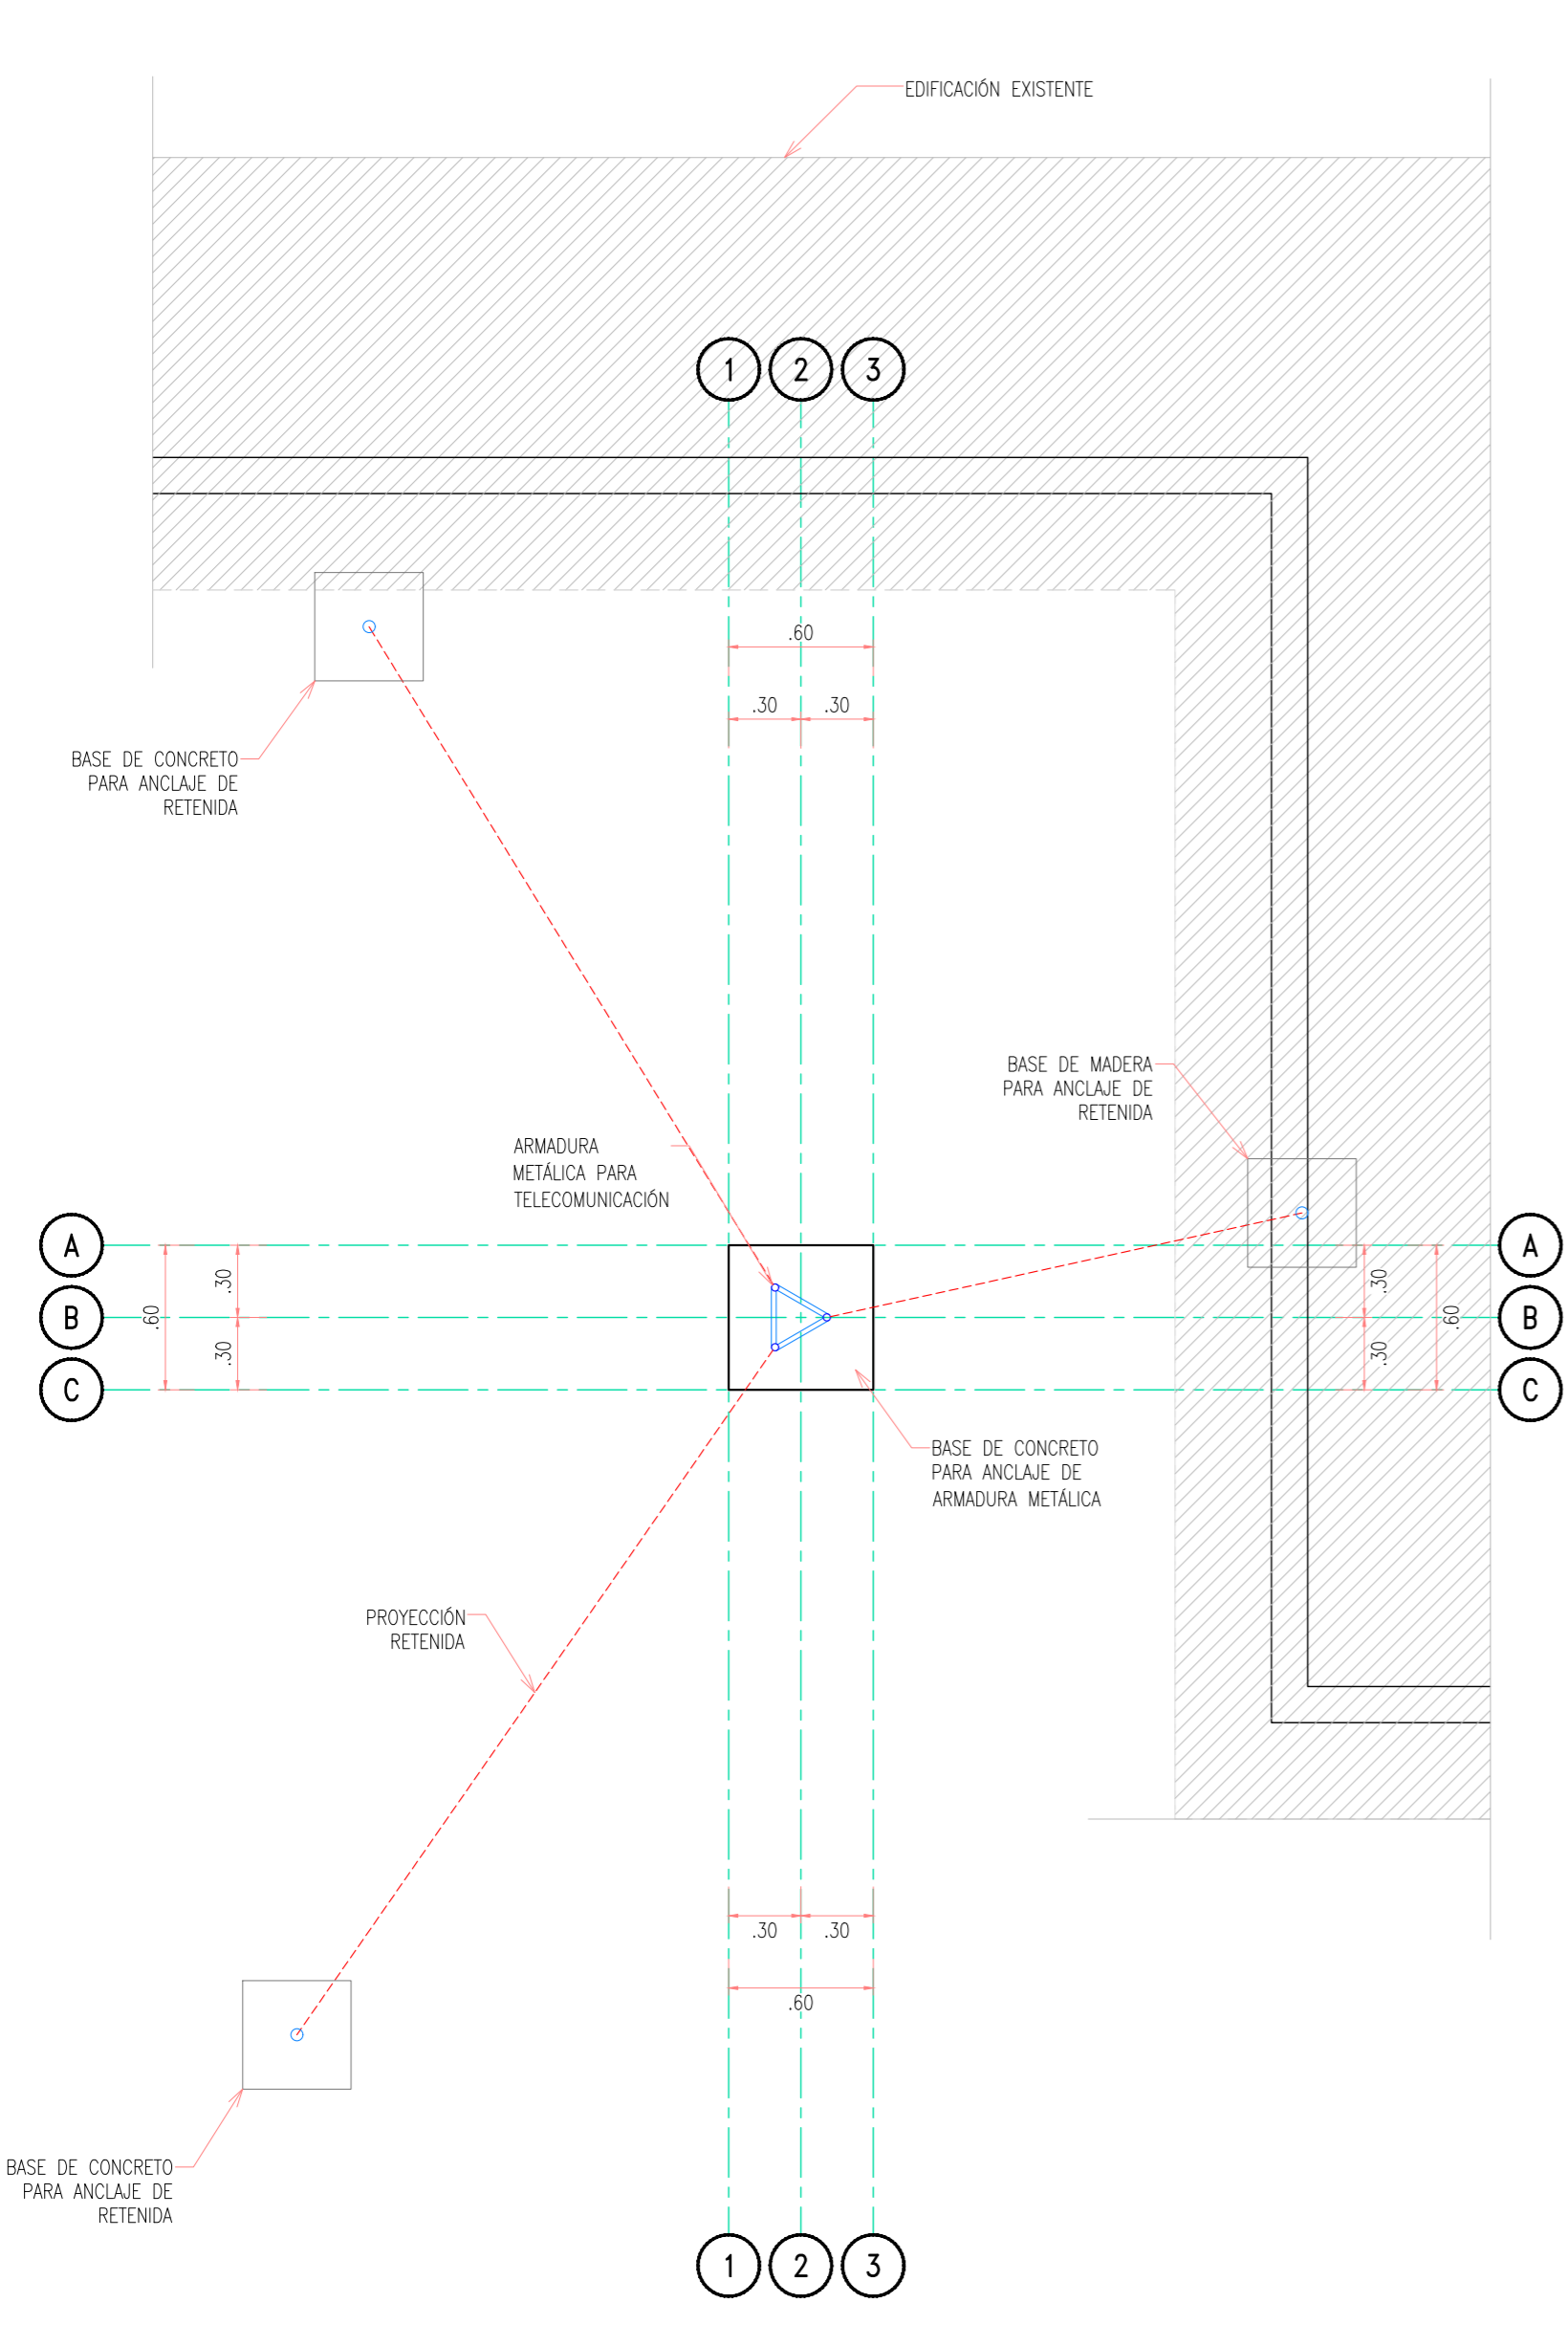 EDIFICACIÓN EXISTENTE
1 2 3
.60
.30 .30
BASE DE CONCRETO
PARA ANCLAJE DE
RETENIDA
BASE DE MADERA
PARA ANCLAJE DE
RETENIDA
ARMADURA
METÁLICA PARA
TELECOMUNICACIÓN
A
B
C
.60
.30
.30
.30
.30
.60
A
B
C
BASE DE CONCRETO
PARA ANCLAJE DE
ARMADURA METÁLICA
PROYECCIÓN
RETENIDA
.30 .30
.60
BASE DE CONCRETO
PARA ANCLAJE DE
RETENIDA
1 2 3